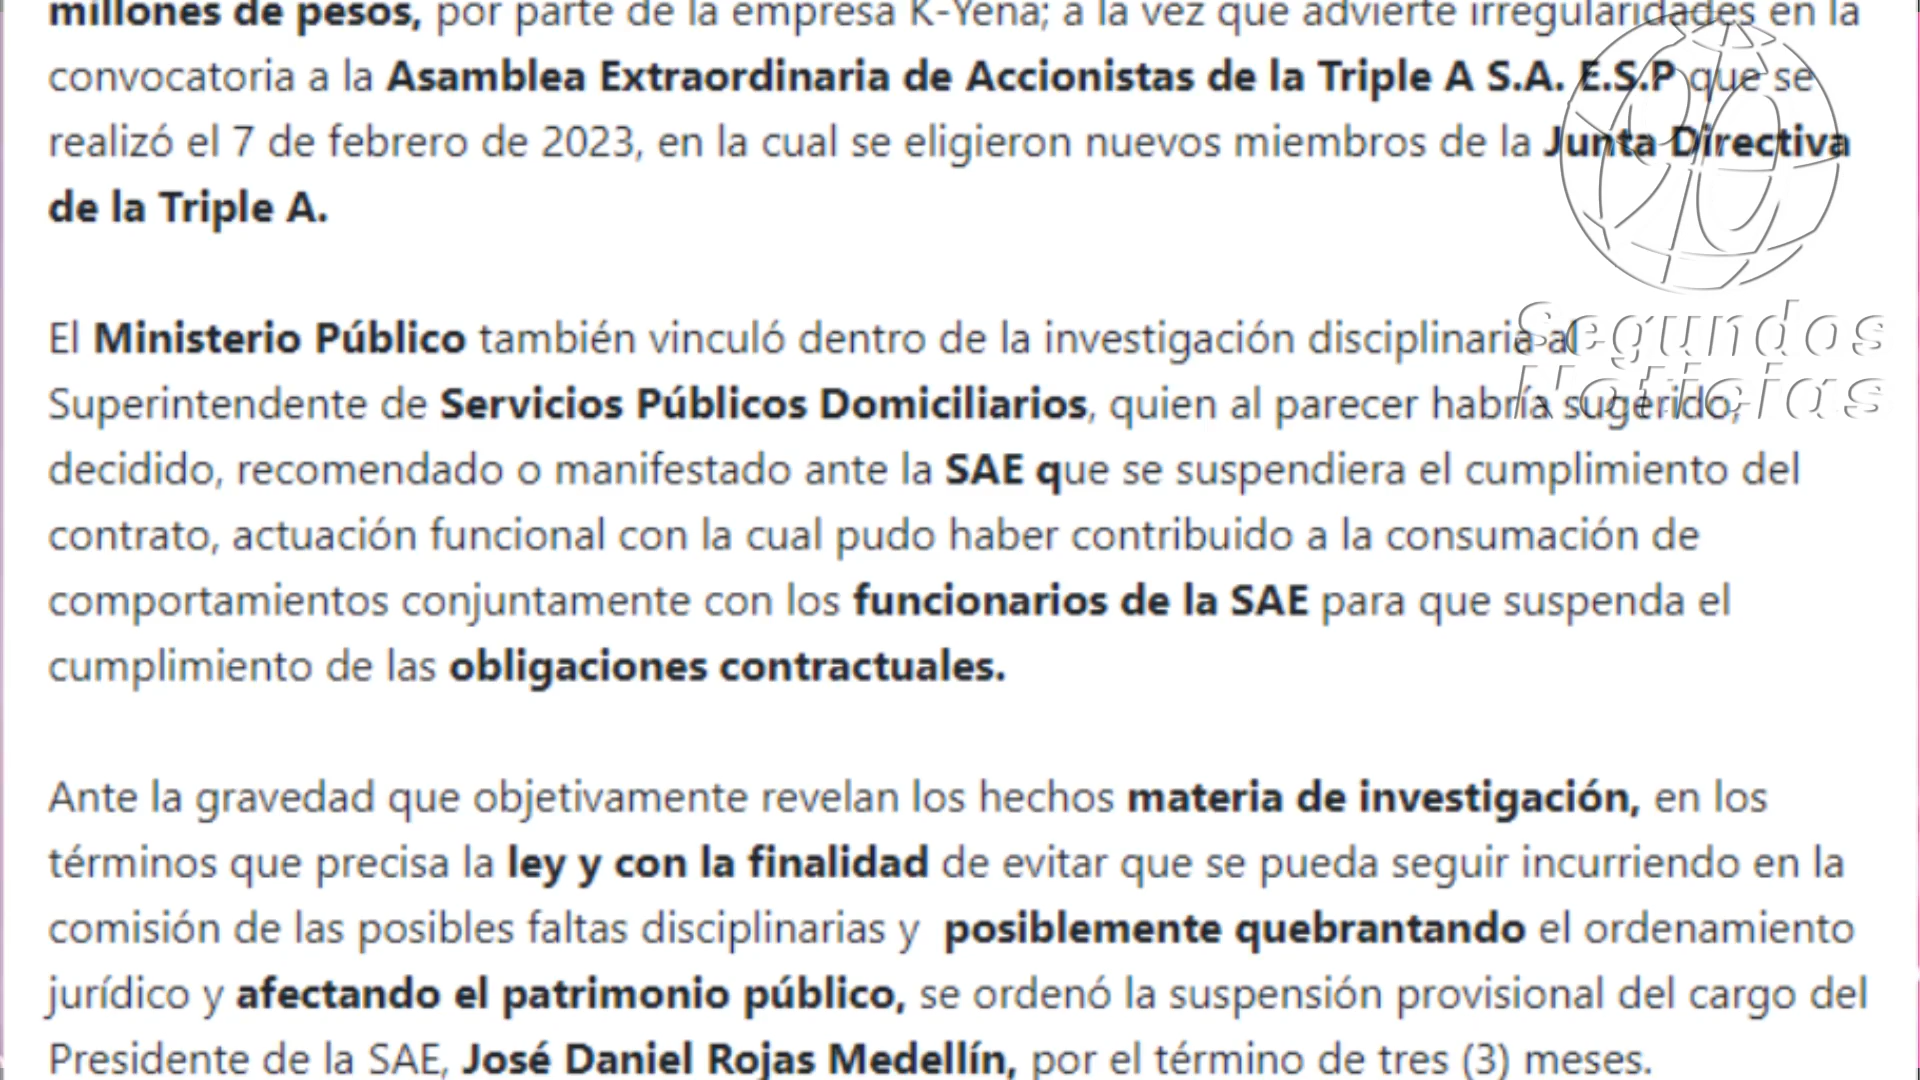 millones de pesos, por parte de la empresa K-Yena; a la vez que advierte irregularidades en la
convocatoria a la Asamblea Extraordinaria de Accionistas de la Triple A S.A. E.S.P que se
realizó el 7 de febrero de 2023, en la cual se eligieron nuevos miembros de la Junta Directiva
de la Triple A.
El Ministerio Público también vinculó dentro de la investigación disciplinaria al
Superintendente de Servicios Públicos Domiciliarios, quien al parecer habría sugerido,
decidido, recomendado o manifestado ante la SAE que se suspendiera el cumplimiento del
contrato, actuación funcional con la cual pudo haber contribuido a la consumación de
comportamientos conjuntamente con los funcionarios de la SAE para que suspenda el
cumplimiento de las obligaciones contractuales.
Ante la gravedad que objetivamente revelan los hechos materia de investigación, en los
términos que precisa la ley y con la finalidad de evitar que se pueda seguir incurriendo en la
comisión de las posibles faltas disciplinarias y posiblemente quebrantando el ordenamiento
jurídico y afectando el patrimonio público, se ordenó la suspensión provisional del cargo del
Presidente de la SAE, José Daniel Rojas Medellín, por el término de tres (3) meses.
90
Segundos
Noticias